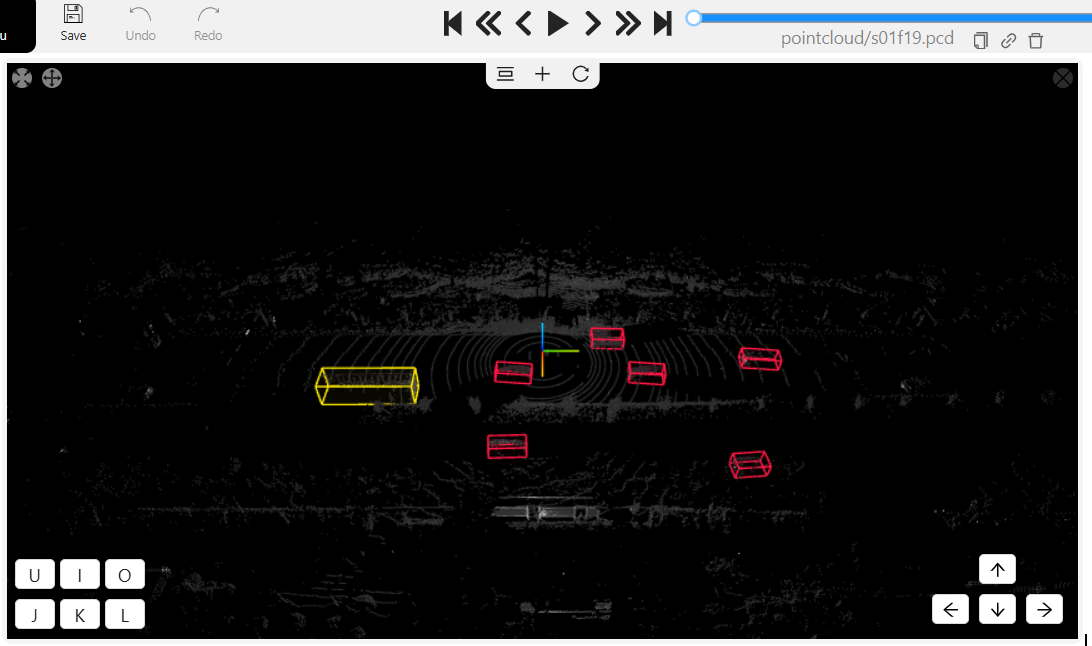 u
Save
Undo
Redo
pointcloud/s01f19.pcd
U I O
J K L